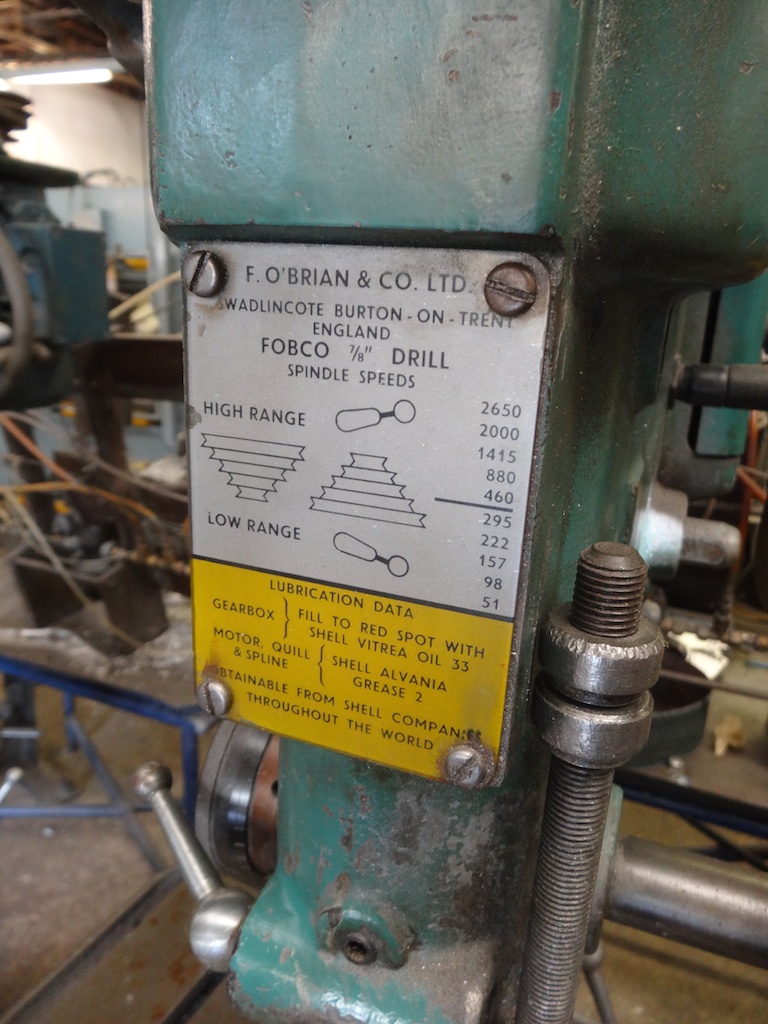 F. O'BRIAN & CO. LTD.
SWADLINCOTE BURTON-ON-TRENT
ENGLAND
FOBCO 7/8" DRILL
SPINDLE SPEEDS
HIGH RANGE
2650
2000
1415
880
460
295
222
157
98
51
LOW RANGE
LUBRICATION DATA
GEARBOX } FILL TO RED SPOT WITH
SHELL VITREA OIL 33
MOTOR, QUILL
& SPLINE { SHELL ALVANIA
GREASE 2
OBTAINABLE FROM SHELL COMPANIES
THROUGHOUT THE WORLD